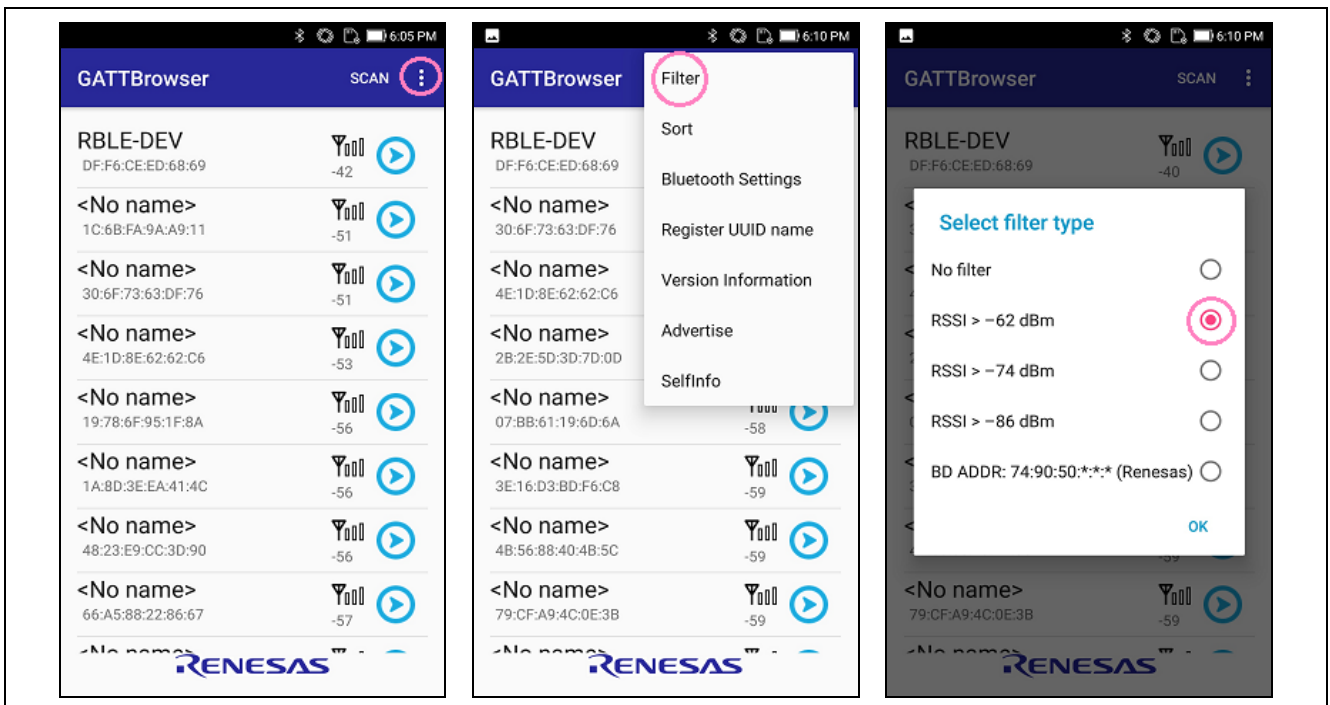 6:05 PM
GATTBrowser SCAN
RBLE-DEV
DF:F6:CE:ED:68:69 -42
<No name>
1C:6B:FA:9A:A9:11 -51
<No name>
30:6F:73:63:DF:76 -51
<No name>
4E:1D:8E:62:62:C6 -53
<No name>
19:78:6F:95:1F:8A -56
<No name>
1A:8D:3E:EA:41:4C -56
<No name>
48:23:E9:CC:3D:90 -56
<No name>
66:A5:88:22:86:67 -57
<No name>
RENESAS
6:10 PM
GATTBrowser
RBLE-DEV
DF:F6:CE:ED:68:69
<No name>
30:6F:73:63:DF:76
<No name>
4E:1D:8E:62:62:C6
<No name>
2B:2E:5D:3D:7D:0D
<No name>
07:BB:61:19:6D:6A -58
<No name>
3E:16:D3:BD:F6:C8 -59
<No name>
4B:56:88:40:4B:5C -59
<No name>
79:CF:A9:4C:0E:3B -59
<No name>
RENESAS
Filter
Sort
Bluetooth Settings
Register UUID name
Version Information
Advertise
SelfInfo
6:10 PM
GATTBrowser SCAN
RBLE-DEV
DF:F6:CE:ED:68:69 -40
Select filter type
No filter
RSSI > −62 dBm
RSSI > −74 dBm
RSSI > −86 dBm
BD ADDR: 74:90:50:*:*:* (Renesas)
OK
-59
<No name>
79:CF:A9:4C:0E:3B -59
<No name>
RENESAS